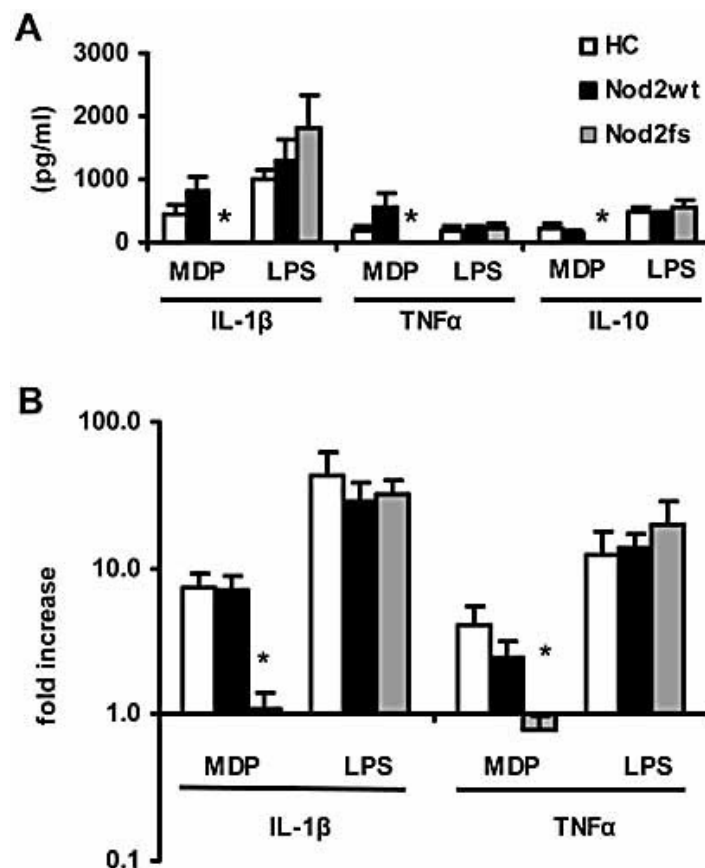 A
3000
2000
1000
0
(pg/ml)
HC
Nod2wt
Nod2fs
* * *
MDP LPS MDP LPS MDP LPS
IL-1β TNFα IL-10
B
100.0
10.0
1.0
0.1
fold increase
* *
MDP LPS MDP LPS
IL-1β TNFα